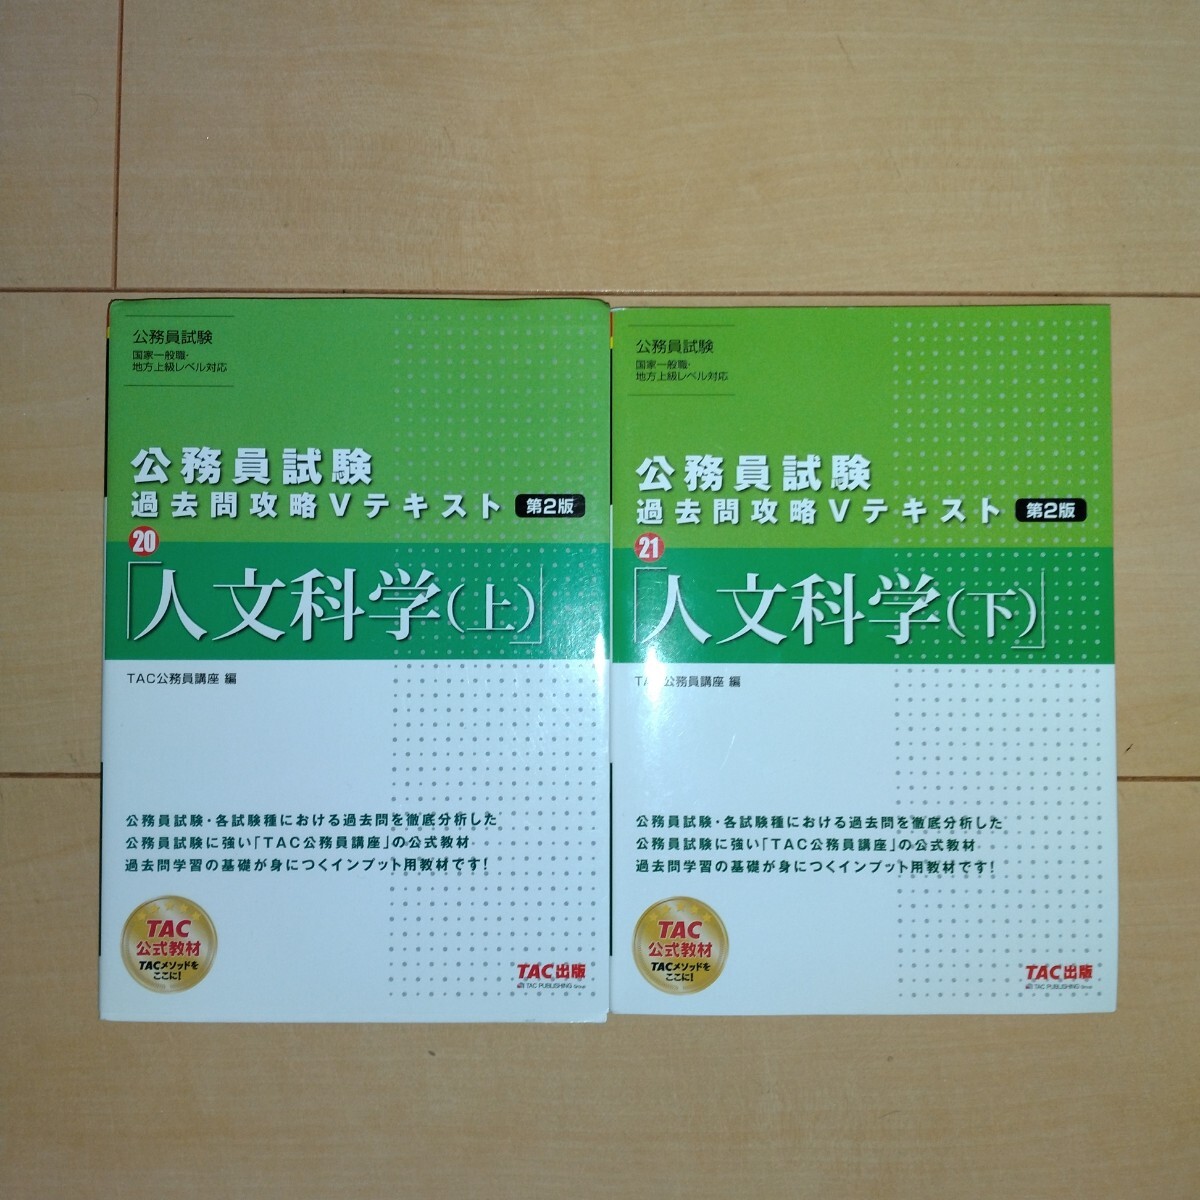 公務員試験
国家一般職・
地方上級レベル対応
公務員試験
過去問攻略Vテキスト 第2版
20
「人文科学(上)」
TAC公務員講座 編
公務員試験・各試験種における過去問を徹底分析した
公務員試験に強い「TAC公務員講座」の公式教材
過去問学習の基礎が身につくインプット用教材です!
TAC
公式教材
TACメソッドを
ここに!
TAC出版
TAC PUBLISHING Group
公務員試験
国家一般職・
地方上級レベル対応
公務員試験
過去問攻略Vテキスト 第2版
21
「人文科学(下)」
TAC公務員講座 編
公務員試験・各試験種における過去問を徹底分析した
公務員試験に強い「TAC公務員講座」の公式教材
過去問学習の基礎が身につくインプット用教材です!
TAC
公式教材
TACメソッドを
ここに!
TAC出版
TAC PUBLISHING Group